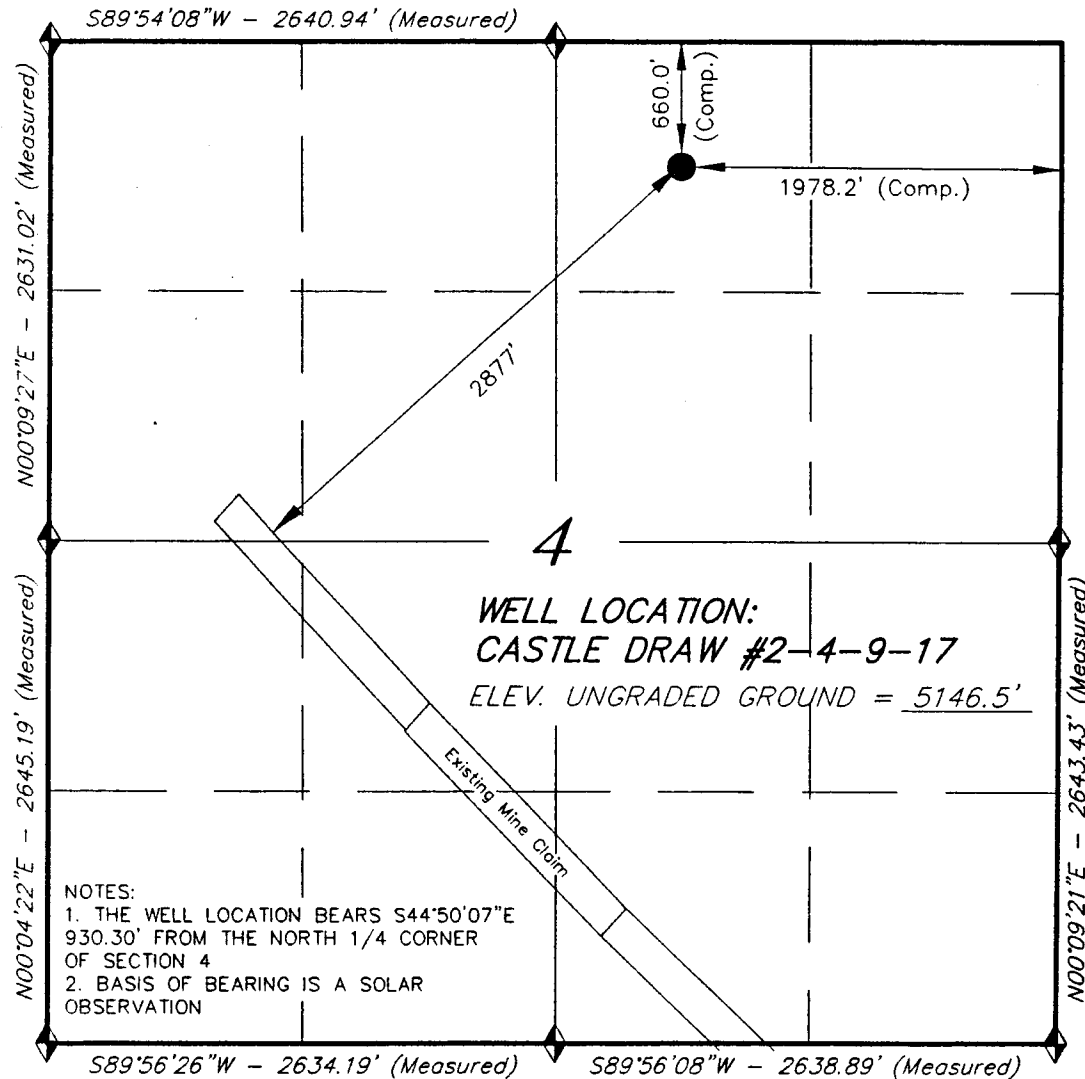 S89°54'08"W - 2640.94' (Measured)
660.0'
(Comp.)
1978.2' (Comp.)
N00°09'27"E - 2631.02' (Measured)
2877'
4
WELL LOCATION:
CASTLE DRAW #2-4-9-17
ELEV. UNGRADED GROUND = 5146.5'
N00°04'22"E - 2645.19' (Measured)
N00°09'21"E - 2643.43' (Measured)
Existing Mine Claim
NOTES:
1. THE WELL LOCATION BEARS S44°50'07"E
930.30' FROM THE NORTH 1/4 CORNER
OF SECTION 4
2. BASIS OF BEARING IS A SOLAR
OBSERVATION
S89°56'26"W - 2634.19' (Measured)
S89°56'08"W - 2638.89' (Measured)